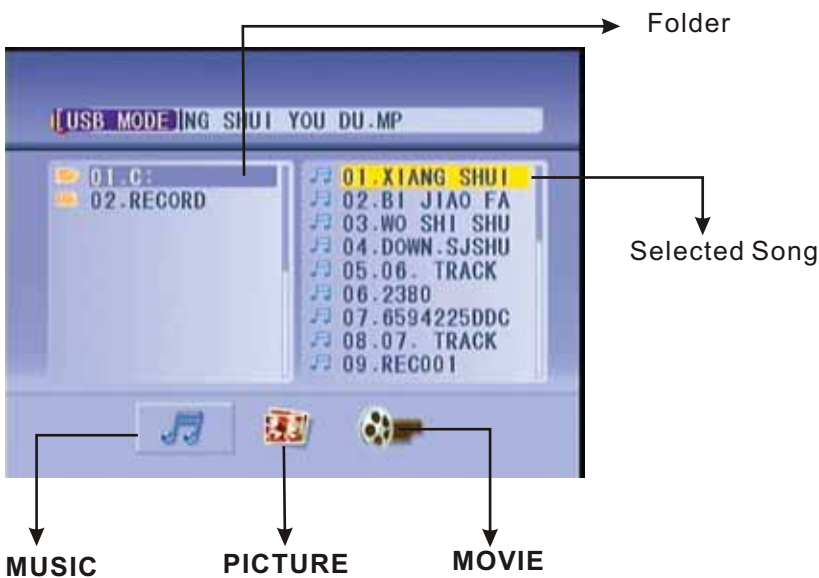 Folder
[USB MODE]NG SHUI YOU DU.MP
01.C:
02.RECORD
01.XIANG SHUI
02.BI JIAO FA
03.WO SHI SHU
04.DOWN.SJSHU
05.06. TRACK
06.2380
07.6594225DDC
08.07. TRACK
09.REC001
Selected Song
MUSIC
PICTURE
MOVIE